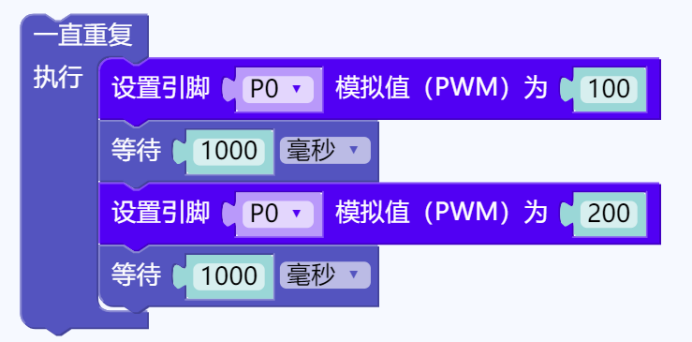 一直重复
执行 设置引脚 P0 模拟值（PWM）为 100
等待 1000 毫秒
设置引脚 P0 模拟值（PWM）为 200
等待 1000 毫秒